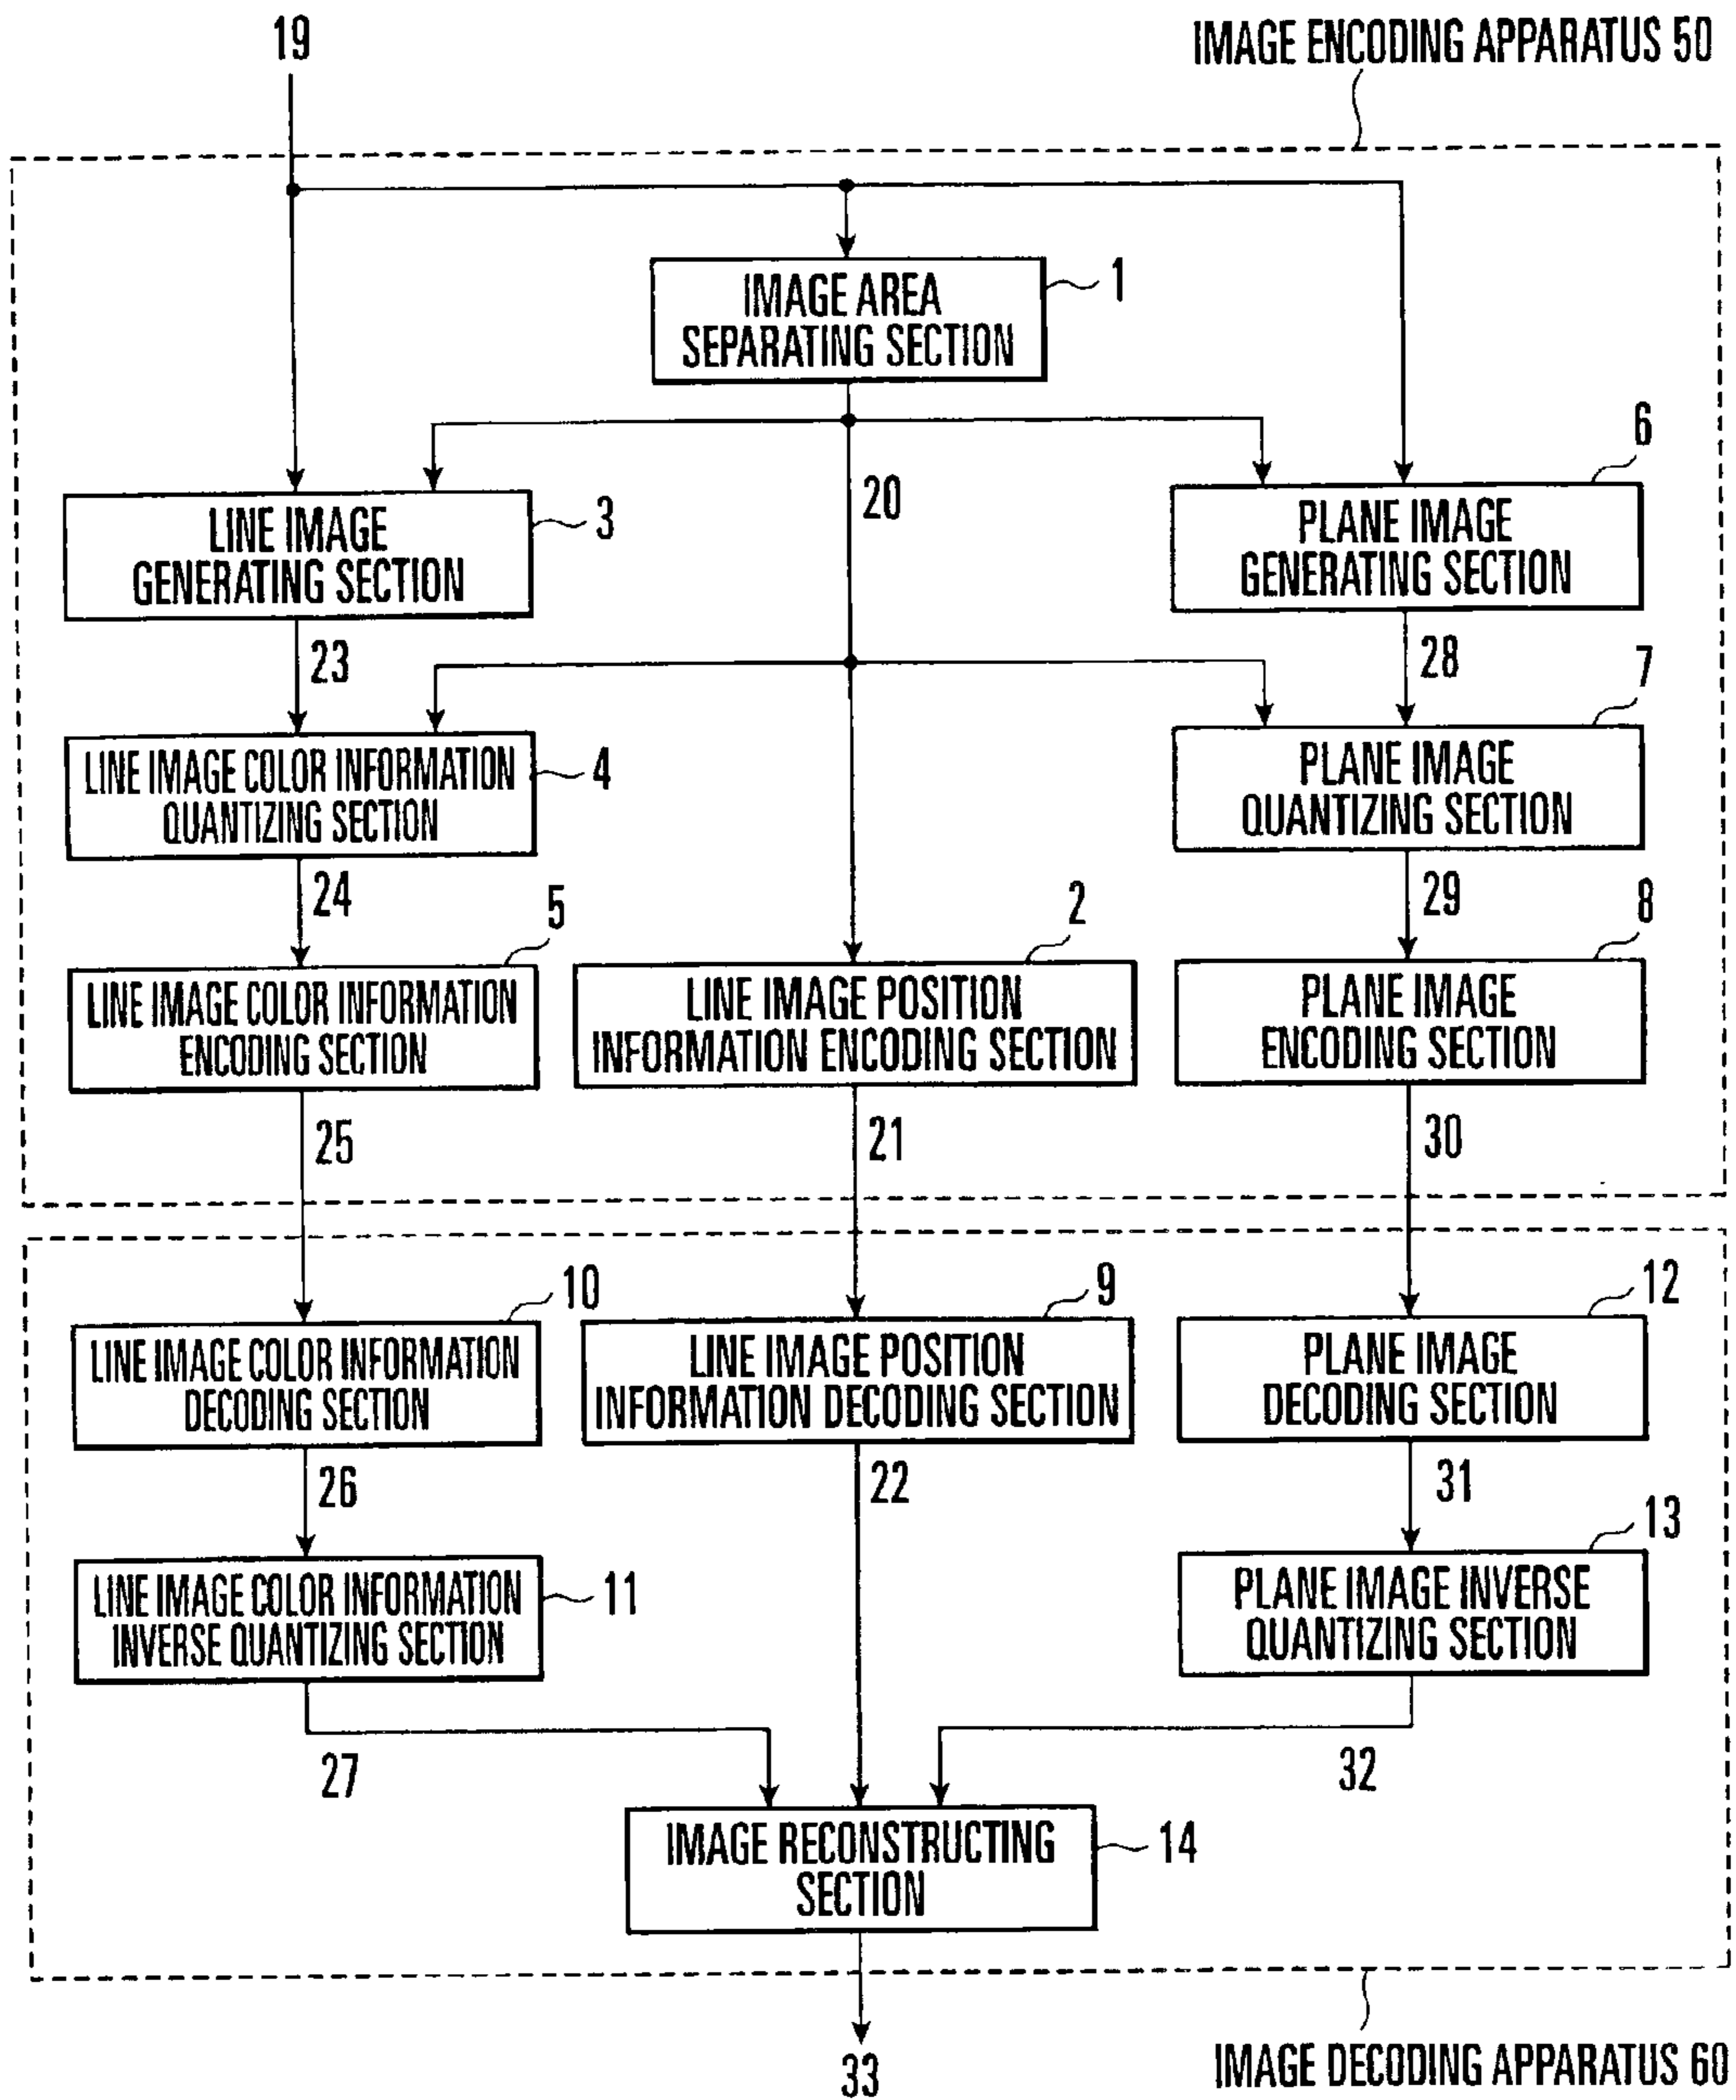 19
IMAGE ENCODING APPARATUS 50
IMAGE AREA
SEPARATING SECTION
1
20
LINE IMAGE
GENERATING SECTION
3
6
PLANE IMAGE
GENERATING SECTION
23
28
LINE IMAGE COLOR INFORMATION
QUANTIZING SECTION
4
7
PLANE IMAGE
QUANTIZING SECTION
24
29
5
LINE IMAGE COLOR INFORMATION
ENCODING SECTION
2
LINE IMAGE POSITION
INFORMATION ENCODING SECTION
8
PLANE IMAGE
ENCODING SECTION
25
21
30
10
LINE IMAGE COLOR INFORMATION
DECODING SECTION
9
LINE IMAGE POSITION
INFORMATION DECODING SECTION
12
PLANE IMAGE
DECODING SECTION
26
22
31
LINE IMAGE COLOR INFORMATION
INVERSE QUANTIZING SECTION
11
13
PLANE IMAGE INVERSE
QUANTIZING SECTION
27
32
IMAGE RECONSTRUCTING
SECTION
14
33
IMAGE DECODING APPARATUS 60